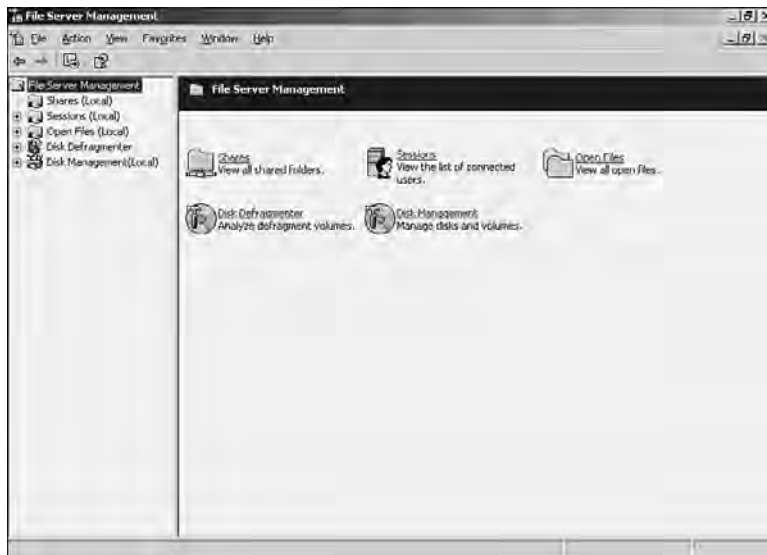 File Server Management
File Action View Favorites Window Help
File Server Management
Shares (Local)
Sessions (Local)
Open Files (Local)
Disk Defragmenter
Disk Management(Local)
File Server Management
Shares
View all shared folders.
Sessions
View the list of connected
users.
Open Files
View all open files.
Disk Defragmenter
Analyze defragment volumes.
Disk Management
Manage disks and volumes.